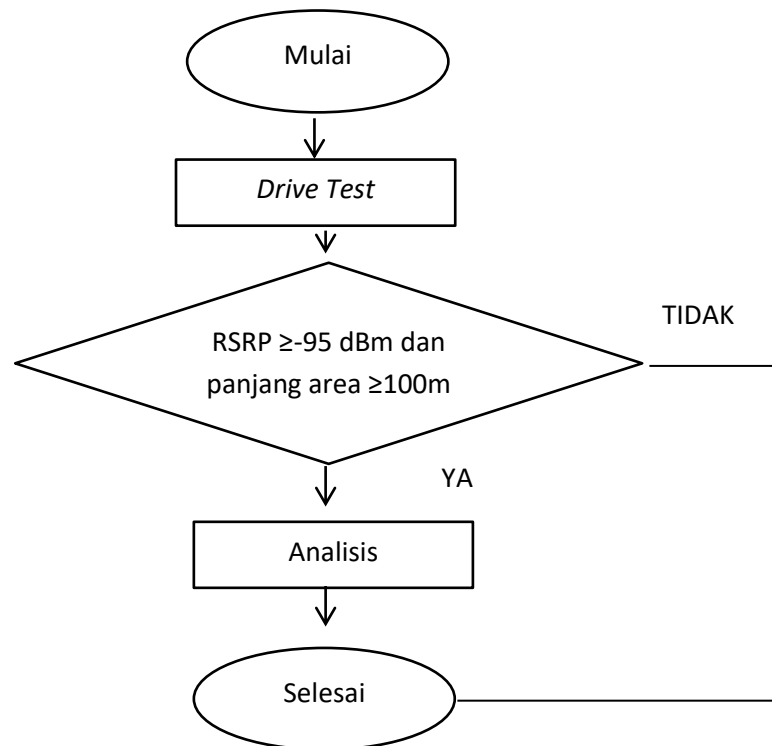 Mulai
Drive Test
RSRP ≥-95 dBm dan
panjang area ≥100m
TIDAK
YA
Analisis
Selesai